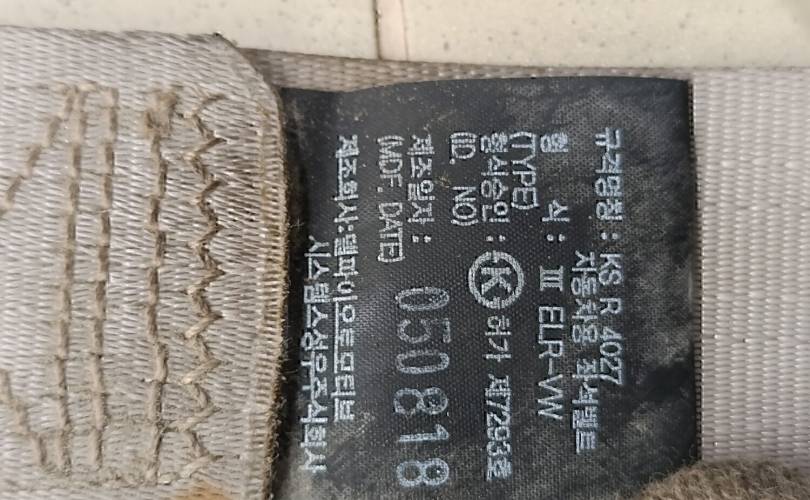 규격명칭 : KS R 4027
자동차용 좌석벨트
형 식 : Ⅲ ELR-VW
(TYPE)
형식승인 : Ⓚ 허가 제7293호
(ID. NO)
제조일자 : 050818
(MDF. DATE)
제조회사:델파이오토모티브
시스템스성우주식회사